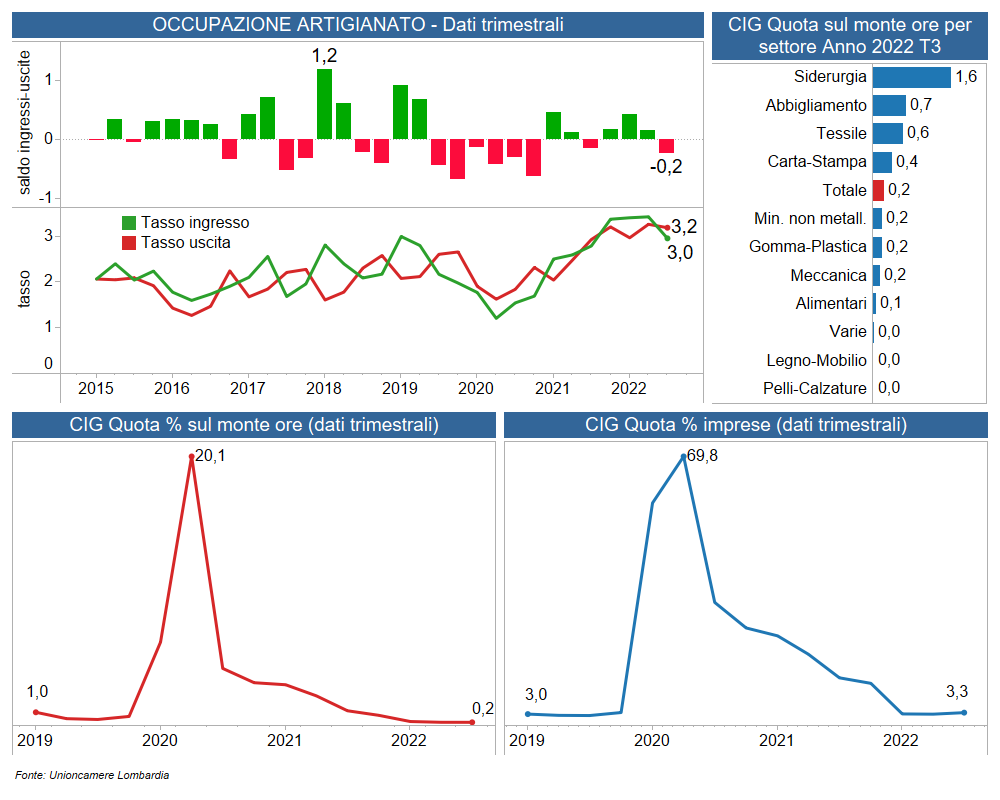 OCCUPAZIONE ARTIGIANATO - Dati trimestrali
saldo ingressi-uscite
1
0
-1
1,2
-0,2
tasso
3
2
1
0
Tasso ingresso
Tasso uscita
3,2
3,0
2015 2016 2017 2018 2019 2020 2021 2022
CIG Quota sul monte ore per
settore Anno 2022 T3
Siderurgia 1,6
Abbigliamento 0,7
Tessile 0,6
Carta-Stampa 0,4
Totale 0,2
Min. non metall. 0,2
Gomma-Plastica 0,2
Meccanica 0,2
Alimentari 0,1
Varie 0,0
Legno-Mobilio 0,0
Pelli-Calzature 0,0
CIG Quota % sul monte ore (dati trimestrali)
20,1
1,0
0,2
2019 2020 2021 2022
CIG Quota % imprese (dati trimestrali)
69,8
3,0
3,3
2019 2020 2021 2022
Fonte: Unioncamere Lombardia